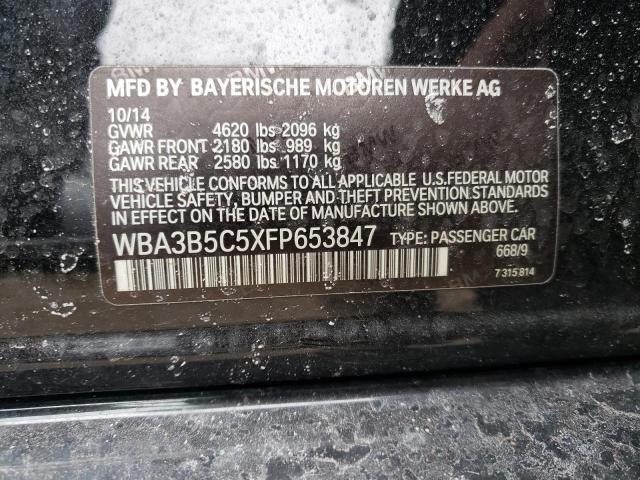 MFD BY BAYERISCHE MOTOREN WERKE AG
10/14
GVWR 4620 lbs 2096 kg
GAWR FRONT 2180 lbs 989 kg
GAWR REAR 2580 lbs 1170 kg
THIS VEHICLE CONFORMS TO ALL APPLICABLE U.S.FEDERAL MOTOR
VEHICLE SAFETY, BUMPER AND THEFT PREVENTION STANDARDS
IN EFFECT ON THE DATE OF MANUFACTURE SHOWN ABOVE.
WBA3B5C5XFP653847 TYPE: PASSENGER CAR
668/9
7 315 814